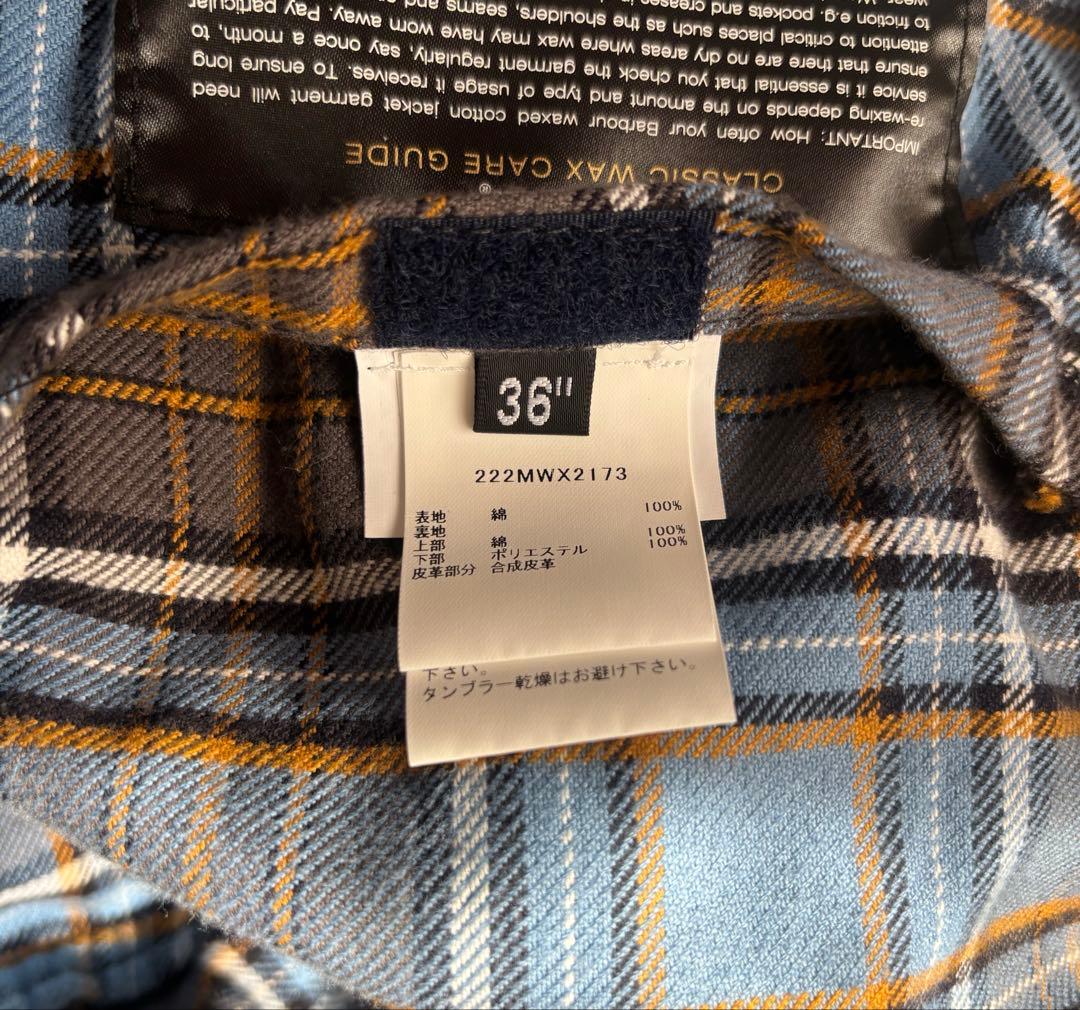 CLASSIC WAX CARE GUIDE
®
IMPORTANT: How often your Barbour waxed cotton jacket garment will need
re-waxing depends on the amount and type of usage it receives. To ensure long
service it is essential that you check the garment regularly, say once a month, to
ensure that there are no dry areas where wax may have worn away. Pay particular
attention to critical places such as the shoulders, seams and
to friction e.g. pockets and creases
36"
222MWX2173
表地 綿 100%
裏地
上部 綿 100%
下部 ポリエステル 100%
皮革部分 合成皮革
下さい。
タンブラー乾燥はお避け下さい。